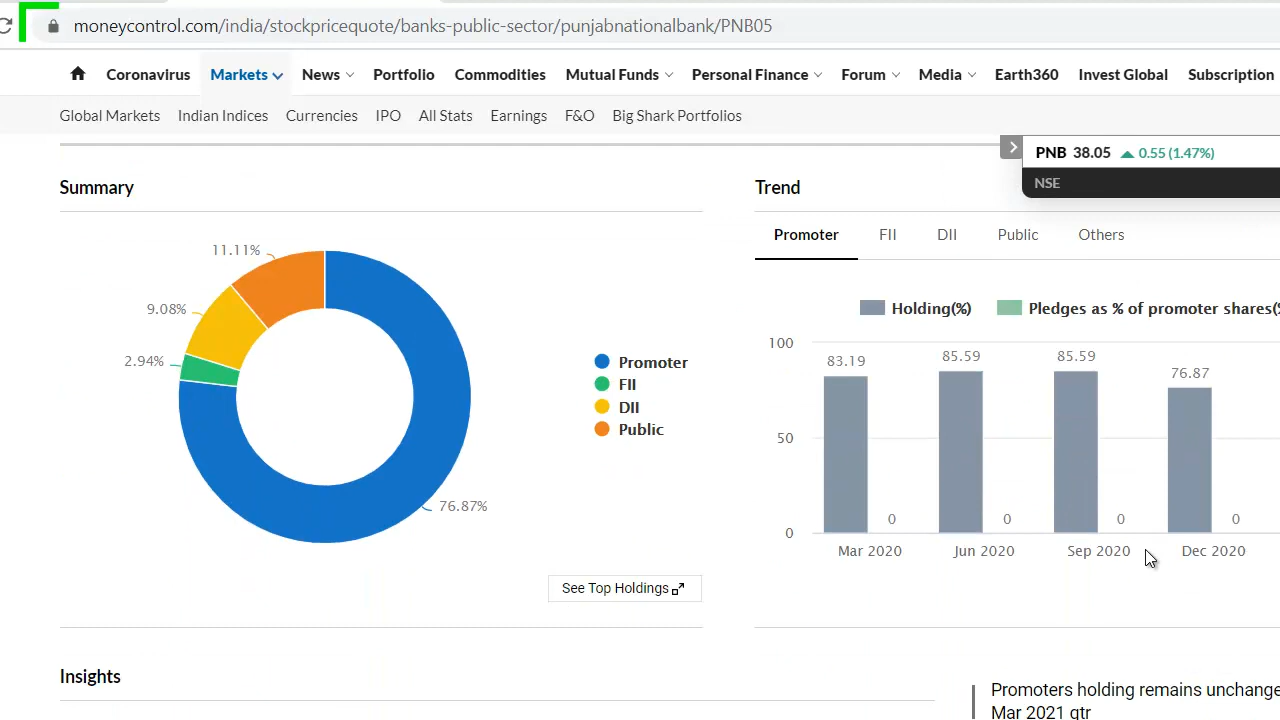 moneycontrol.com/india/stockpricequote/banks-public-sector/punjabnationalbank/PNB05
Coronavirus Markets News Portfolio Commodities Mutual Funds Personal Finance Forum Media Earth360 Invest Global Subscription
Global Markets Indian Indices Currencies IPO All Stats Earnings F&O Big Shark Portfolios
PNB 38.05 0.55 (1.47%)
NSE
Summary
11.11%
9.08%
2.94%
76.87%
Promoter
FII
DII
Public
See Top Holdings
Trend
Promoter FII DII Public Others
Holding(%) Pledges as % of promoter shares(%
100
50
0
83.19 85.59 85.59 76.87
0 0 0 0
Mar 2020 Jun 2020 Sep 2020 Dec 2020
Insights
Promoters holding remains unchange
Mar 2021 qtr